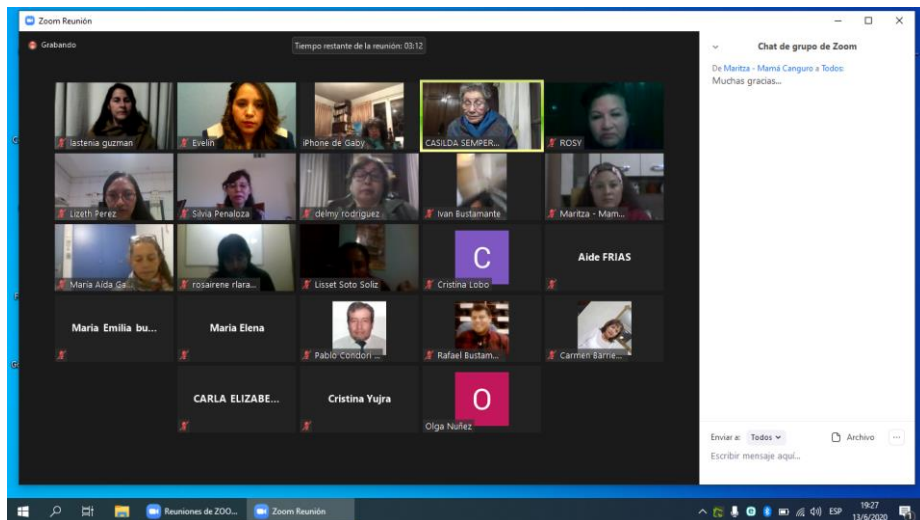 Zoom Reunión
Grabando
Tiempo restante de la reunión: 03:12
lastenia guzman
Evelin
iPhone de Gaby
CASILDA SEMPER...
ROSY
Lizeth Perez
Silvia Penaloza
delmy rodriguez
Ivan Bustamante
Maritza - Mam...
Maria Aida Ga...
rosairene rlara...
Lisset Soto Soliz
C
Cristina Lobo
Aide FRIAS
Maria Emilia bu...
Maria Elena
Pablo Condori ...
Rafael Bustam...
Carmen Barrie...
CARLA ELIZABE...
Cristina Yujra
O
Olga Nuñez
Chat de grupo de Zoom
De Maritza - Mamá Canguro a Todos:
Muchas gracias...
Enviar a: Todos
Archivo
Escribir mensaje aquí...
Reuniones de ZOO...
Zoom Reunión
ESP
19:27
13/6/2020